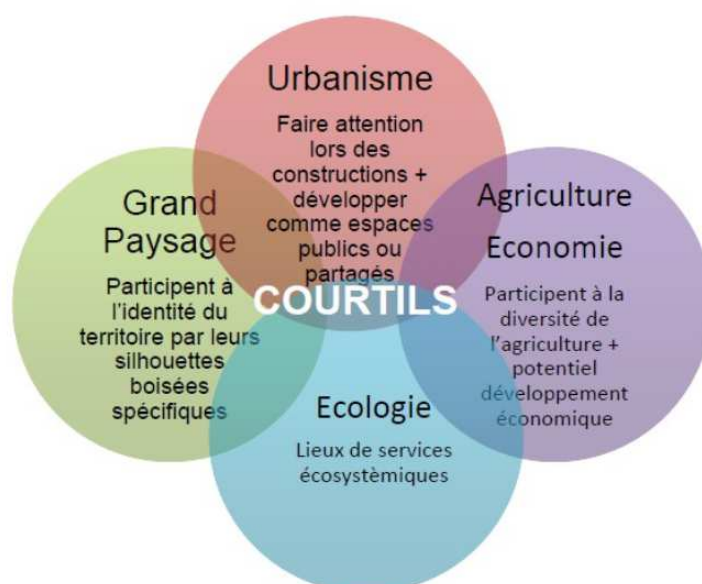 Urbanisme
Faire attention
lors des
constructions +
développer
comme espaces
publics ou
partagés
Grand
Paysage
Participent à
l'identité du
territoire par leurs
silhouettes
boisées
spécifiques
COURTILS
Agriculture
Economie
Participent à la
diversité de
l'agriculture +
potentiel
développement
économique
Ecologie
Lieux de services
écosystèmiques